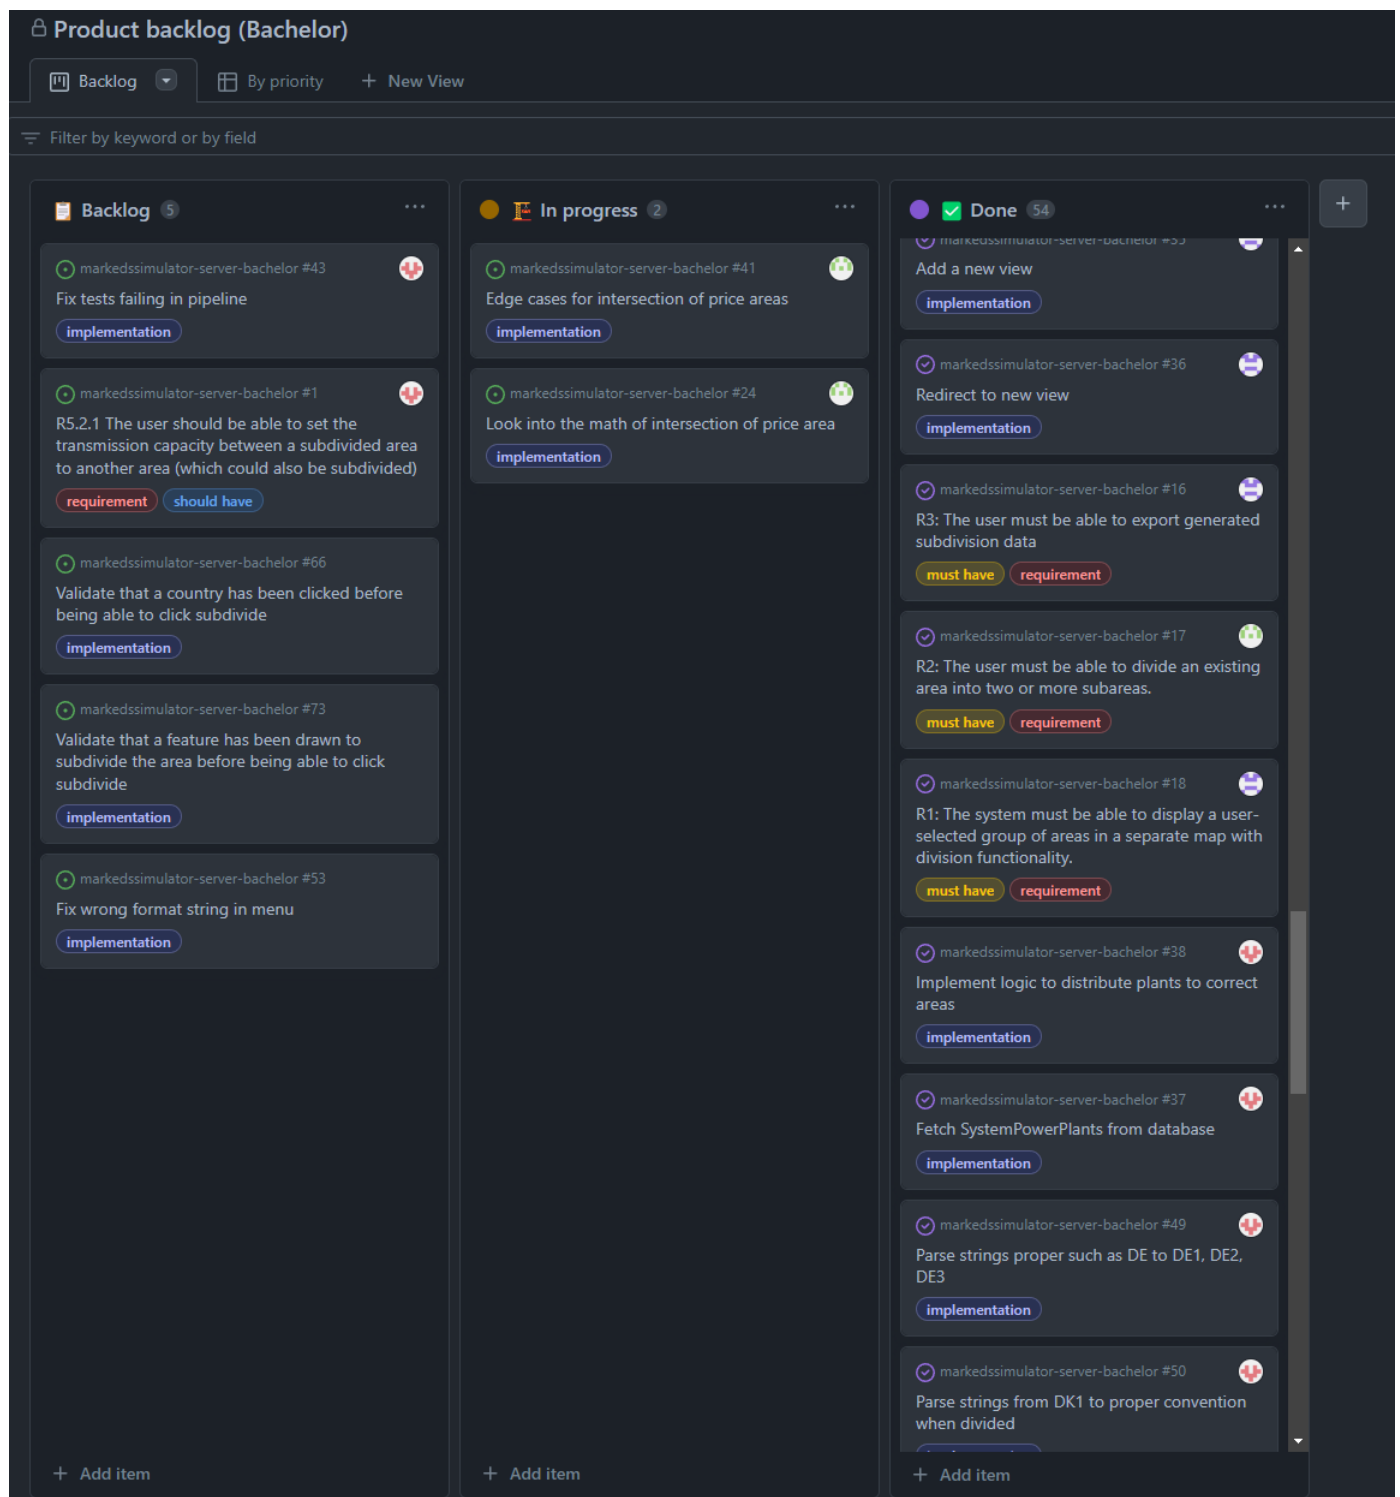 Product backlog (Bachelor)
Backlog
By priority
+ New View
Filter by keyword or by field
Backlog 5
markedssimulator-server-bachelor #43
Fix tests failing in pipeline
implementation
markedssimulator-server-bachelor #1
R5.2.1 The user should be able to set the
transmission capacity between a subdivided area
to another area (which could also be subdivided)
requirement should have
markedssimulator-server-bachelor #66
Validate that a country has been clicked before
being able to click subdivide
implementation
markedssimulator-server-bachelor #73
Validate that a feature has been drawn to
subdivide the area before being able to click
subdivide
implementation
markedssimulator-server-bachelor #53
Fix wrong format string in menu
implementation
+ Add item
In progress 2
markedssimulator-server-bachelor #41
Edge cases for intersection of price areas
implementation
markedssimulator-server-bachelor #24
Look into the math of intersection of price area
implementation
+ Add item
Done 54
markedssimulator-server-bachelor #35
Add a new view
implementation
markedssimulator-server-bachelor #36
Redirect to new view
implementation
markedssimulator-server-bachelor #16
R3: The user must be able to export generated
subdivision data
must have requirement
markedssimulator-server-bachelor #17
R2: The user must be able to divide an existing
area into two or more subareas.
must have requirement
markedssimulator-server-bachelor #18
R1: The system must be able to display a user-
selected group of areas in a separate map with
division functionality.
must have requirement
markedssimulator-server-bachelor #38
Implement logic to distribute plants to correct
areas
implementation
markedssimulator-server-bachelor #37
Fetch SystemPowerPlants from database
implementation
markedssimulator-server-bachelor #49
Parse strings proper such as DE to DE1, DE2,
DE3
implementation
markedssimulator-server-bachelor #50
Parse strings from DK1 to proper convention
when divided
+ Add item
+